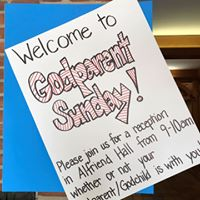 Welcome to
Godparent
Sunday!
Please join us for a reception
in Alfriend Hall from 9-10am
whether or not your
parent/Godchild is with you!